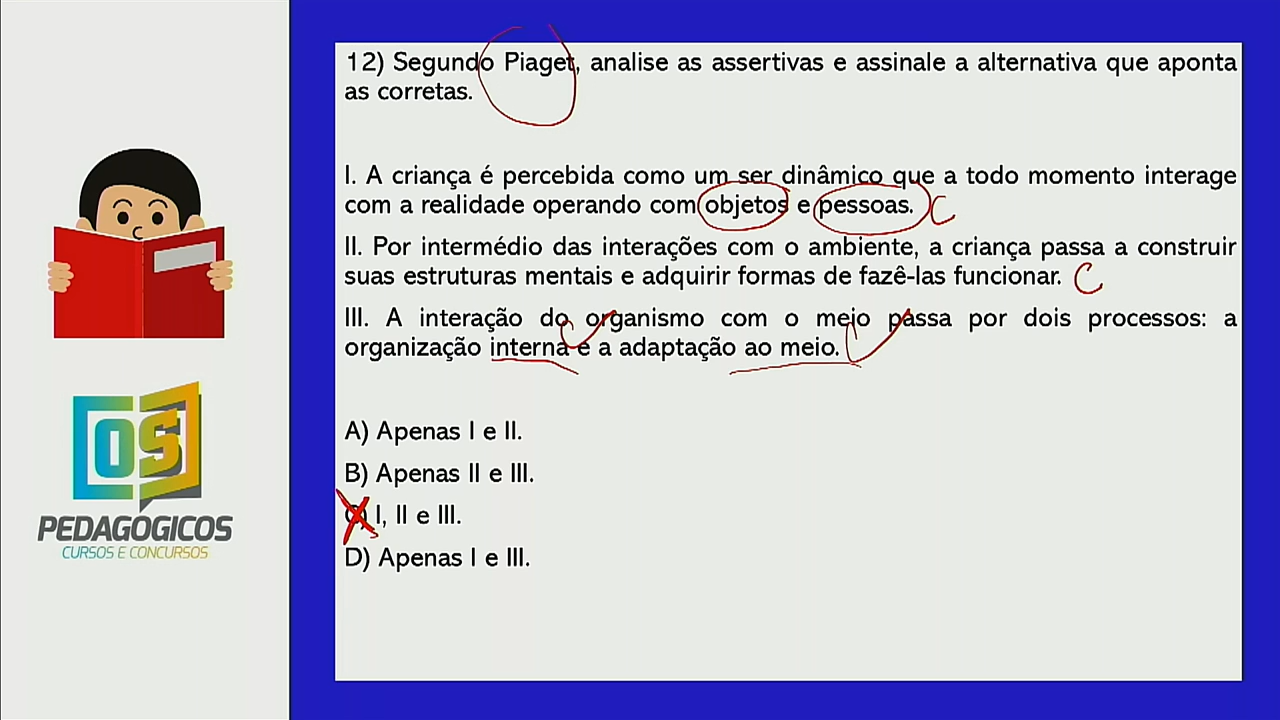 12) Segundo Piaget, analise as assertivas e assinale a alternativa que aponta
as corretas.
I. A criança é percebida como um ser dinâmico que a todo momento interage
com a realidade operando com objetos e pessoas. C
II. Por intermédio das interações com o ambiente, a criança passa a construir
suas estruturas mentais e adquirir formas de fazê-las funcionar. C
III. A interação do organismo com o meio passa por dois processos: a
organização interna e a adaptação ao meio.
A) Apenas I e II.
B) Apenas II e III.
C) I, II e III.
D) Apenas I e III.
OS
PEDAGÓGICOS
CURSOS E CONCURSOS